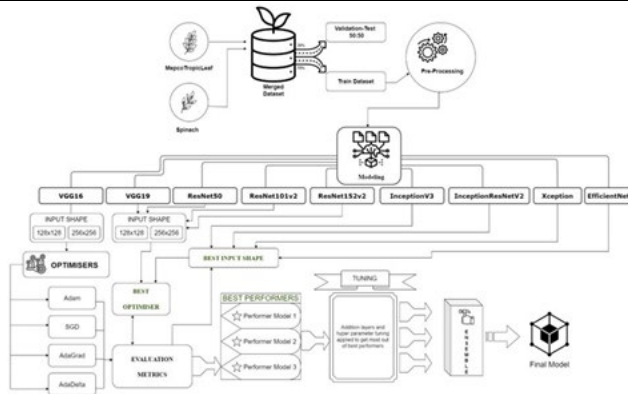 Validation-Test
50:50
MepcoTropicLeaf
Merged
Dataset
Train Dataset
Pre-Processing
Spinach
Modeling
VGG16
VGG19
ResNet50
ResNet101v2
ResNet152v2
InceptionV3
InceptionResNetV2
Xception
EfficientNet
INPUT SHAPE
128x128
256x256
INPUT SHAPE
128x128
256x256
BEST INPUT SHAPE
OPTIMISERS
BEST
OPTIMISER
Adam
SGD
AdaGrad
AdaDelta
EVALUATION
METRICS
BEST PERFORMERS
Performer Model 1
Performer Model 2
Performer Model 3
TUNING
Addition layers and
hyper parameter tuning
applied to get most out
of best performers
ENSEMBLE
Final Model